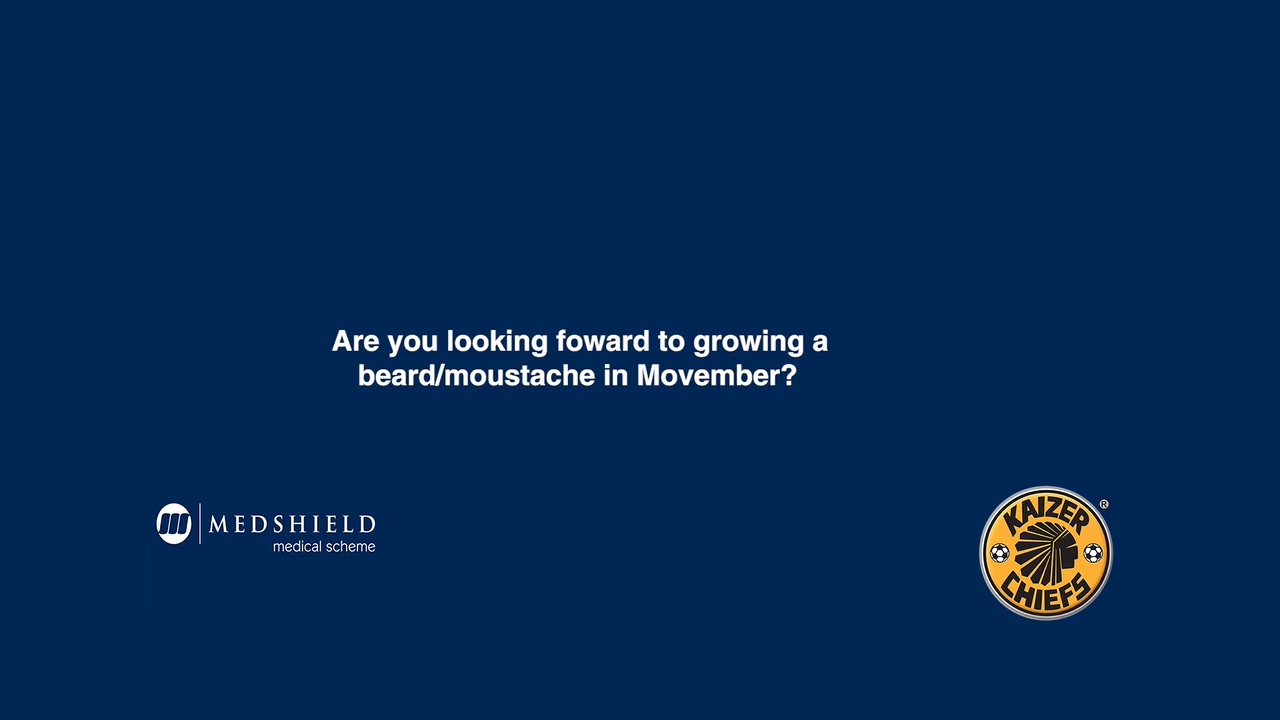 Are you looking foward to growing a
beard/moustache in Movember?
MEDSHIELD
medical scheme
KAIZER
CHIEFS
®